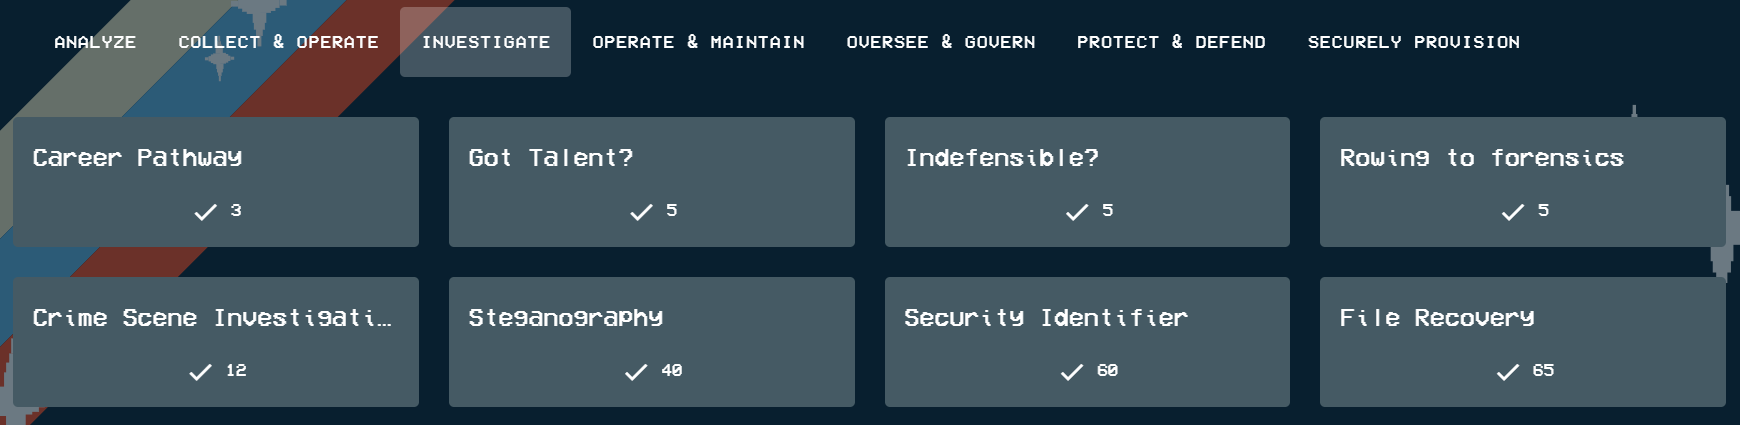 ANALYZE COLLECT & OPERATE INVESTIGATE OPERATE & MAINTAIN OVERSEE & GOVERN PROTECT & DEFEND SECURELY PROVISION
Career Pathway Got Talent? Indefensible? Rowing to forensics
3 5 5 5
Crime Scene Investigati… Steganography Security Identifier File Recovery
12 40 60 65